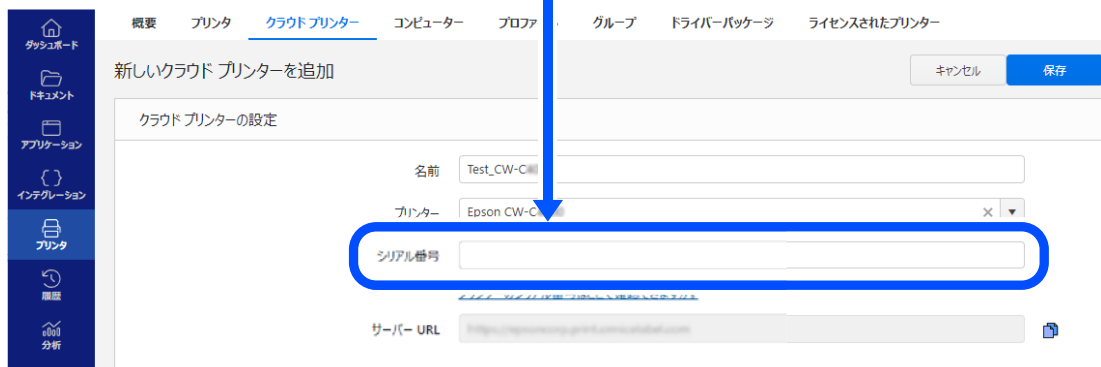 概要 プリンタ クラウド プリンター コンピューター プロファ グループ ドライバーパッケージ ライセンスされたプリンター
ダッシュボード
新しいクラウド プリンターを追加
キャンセル 保存
ドキュメント
クラウド プリンターの設定
アプリケーション
名前 Test_CW-C
インテグレーション
プリンター Epson CW-C
プリンタ
シリアル番号
履歴
サーバー URL
分析